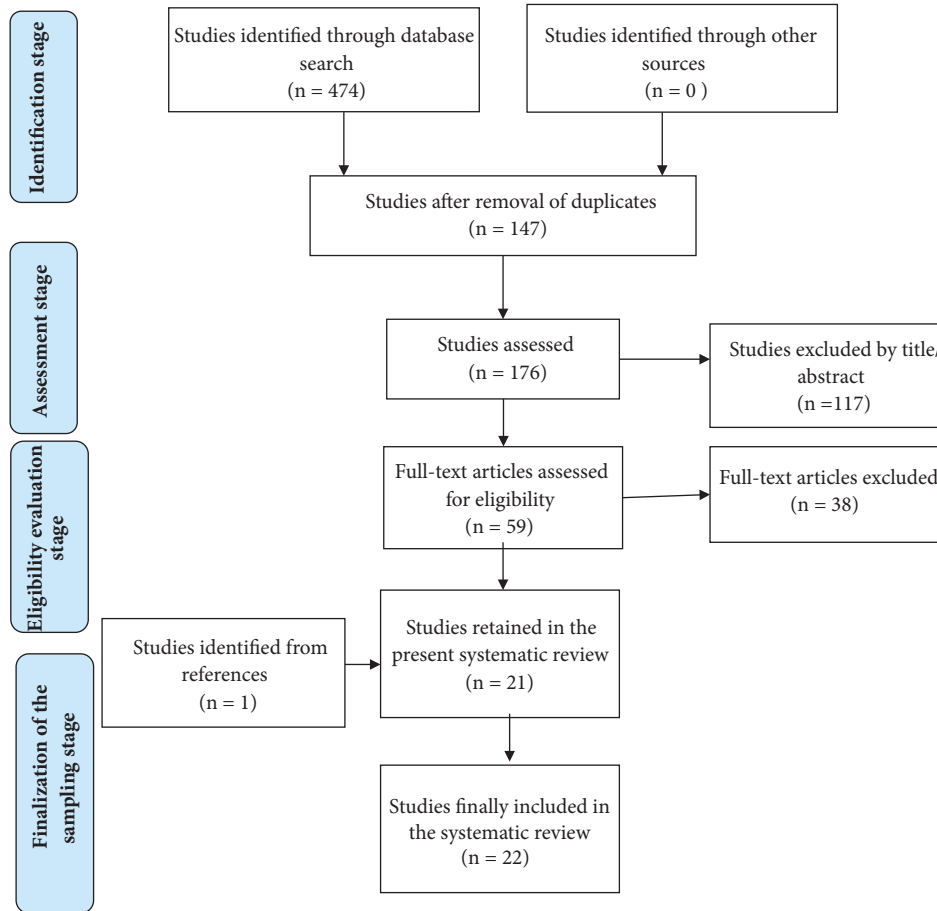 Identification stage
Studies identified through database
search
(n = 474)
Studies identified through other
sources
(n = 0 )
Studies after removal of duplicates
(n = 147)
Assessment stage
Studies assessed
(n = 176)
Studies excluded by title/
abstract
(n =117)
Eligibility evaluation
stage
Full-text articles assessed
for eligibility
(n = 59)
Full-text articles excluded
(n = 38)
Finalization of the
sampling stage
Studies identified from
references
(n = 1)
Studies retained in the
present systematic review
(n = 21)
Studies finally included in
the systematic review
(n = 22)